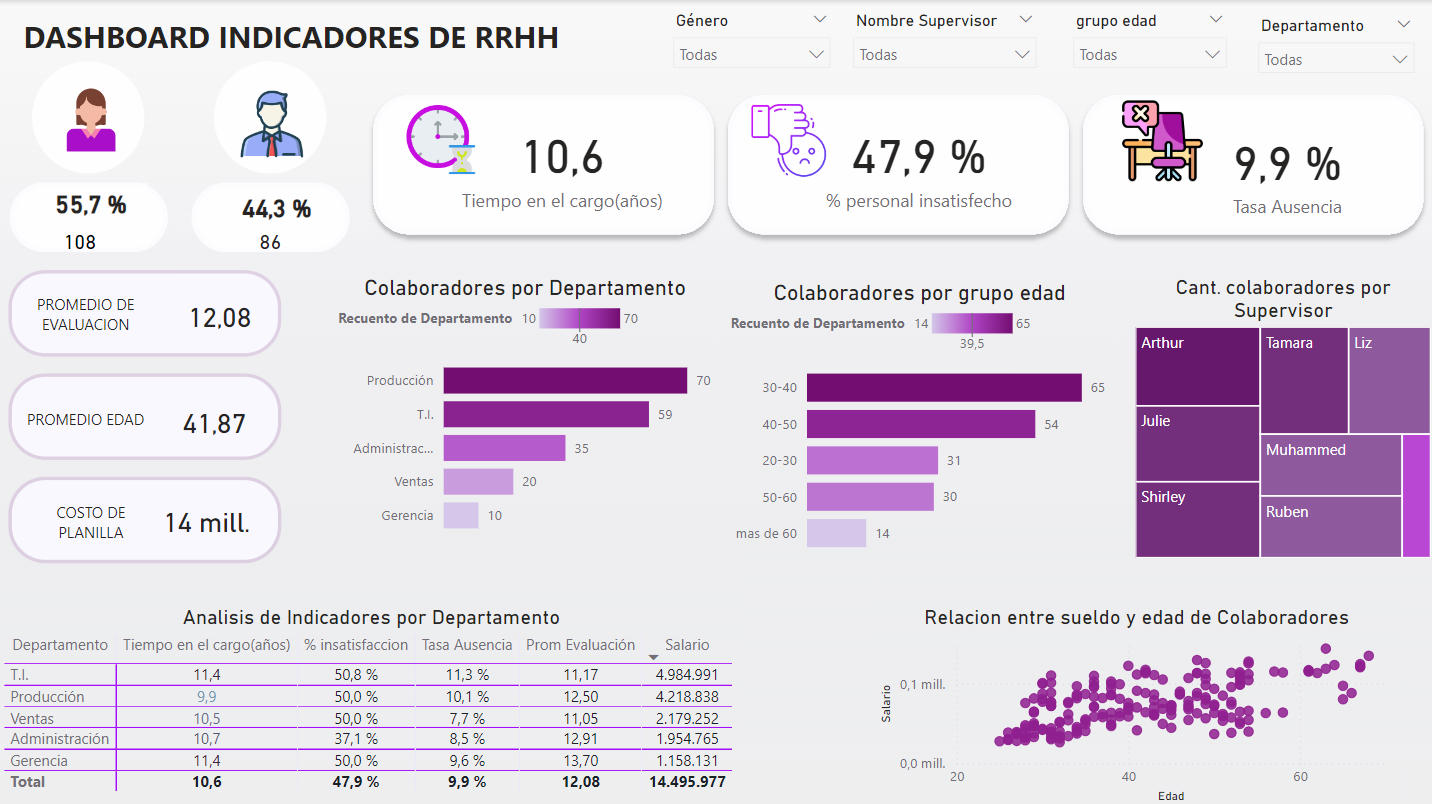 DASHBOARD INDICADORES DE RRHH
Género
Todas
Nombre Supervisor
Todas
grupo edad
Todas
Departamento
Todas
55,7 %
108
44,3 %
86
10,6
Tiempo en el cargo(años)
47,9 %
% personal insatisfecho
9,9 %
Tasa Ausencia
PROMEDIO DE
EVALUACION
12,08
PROMEDIO EDAD
41,87
COSTO DE
PLANILLA
14 mill.
Colaboradores por Departamento
Recuento de Departamento 10 70
40
Producción 70
T.I. 59
Administrac... 35
Ventas 20
Gerencia 10
Colaboradores por grupo edad
Recuento de Departamento 14 65
39,5
30-40 65
40-50 54
20-30 31
50-60 30
mas de 60 14
Cant. colaboradores por
Supervisor
Arthur
Julie
Shirley
Tamara
Liz
Muhammed
Ruben
Analisis de Indicadores por Departamento
Departamento Tiempo en el cargo(años) % insatisfaccion Tasa Ausencia Prom Evaluación Salario
T.I. 11,4 50,8 % 11,3 % 11,17 4.984.991
Producción 9,9 50,0 % 10,1 % 12,50 4.218.838
Ventas 10,5 50,0 % 7,7 % 11,05 2.179.252
Administración 10,7 37,1 % 8,5 % 12,91 1.954.765
Gerencia 11,4 50,0 % 9,6 % 13,70 1.158.131
Total 10,6 47,9 % 9,9 % 12,08 14.495.977
Relacion entre sueldo y edad de Colaboradores
Salario
0,1 mill.
0,0 mill.
20 40 60
Edad